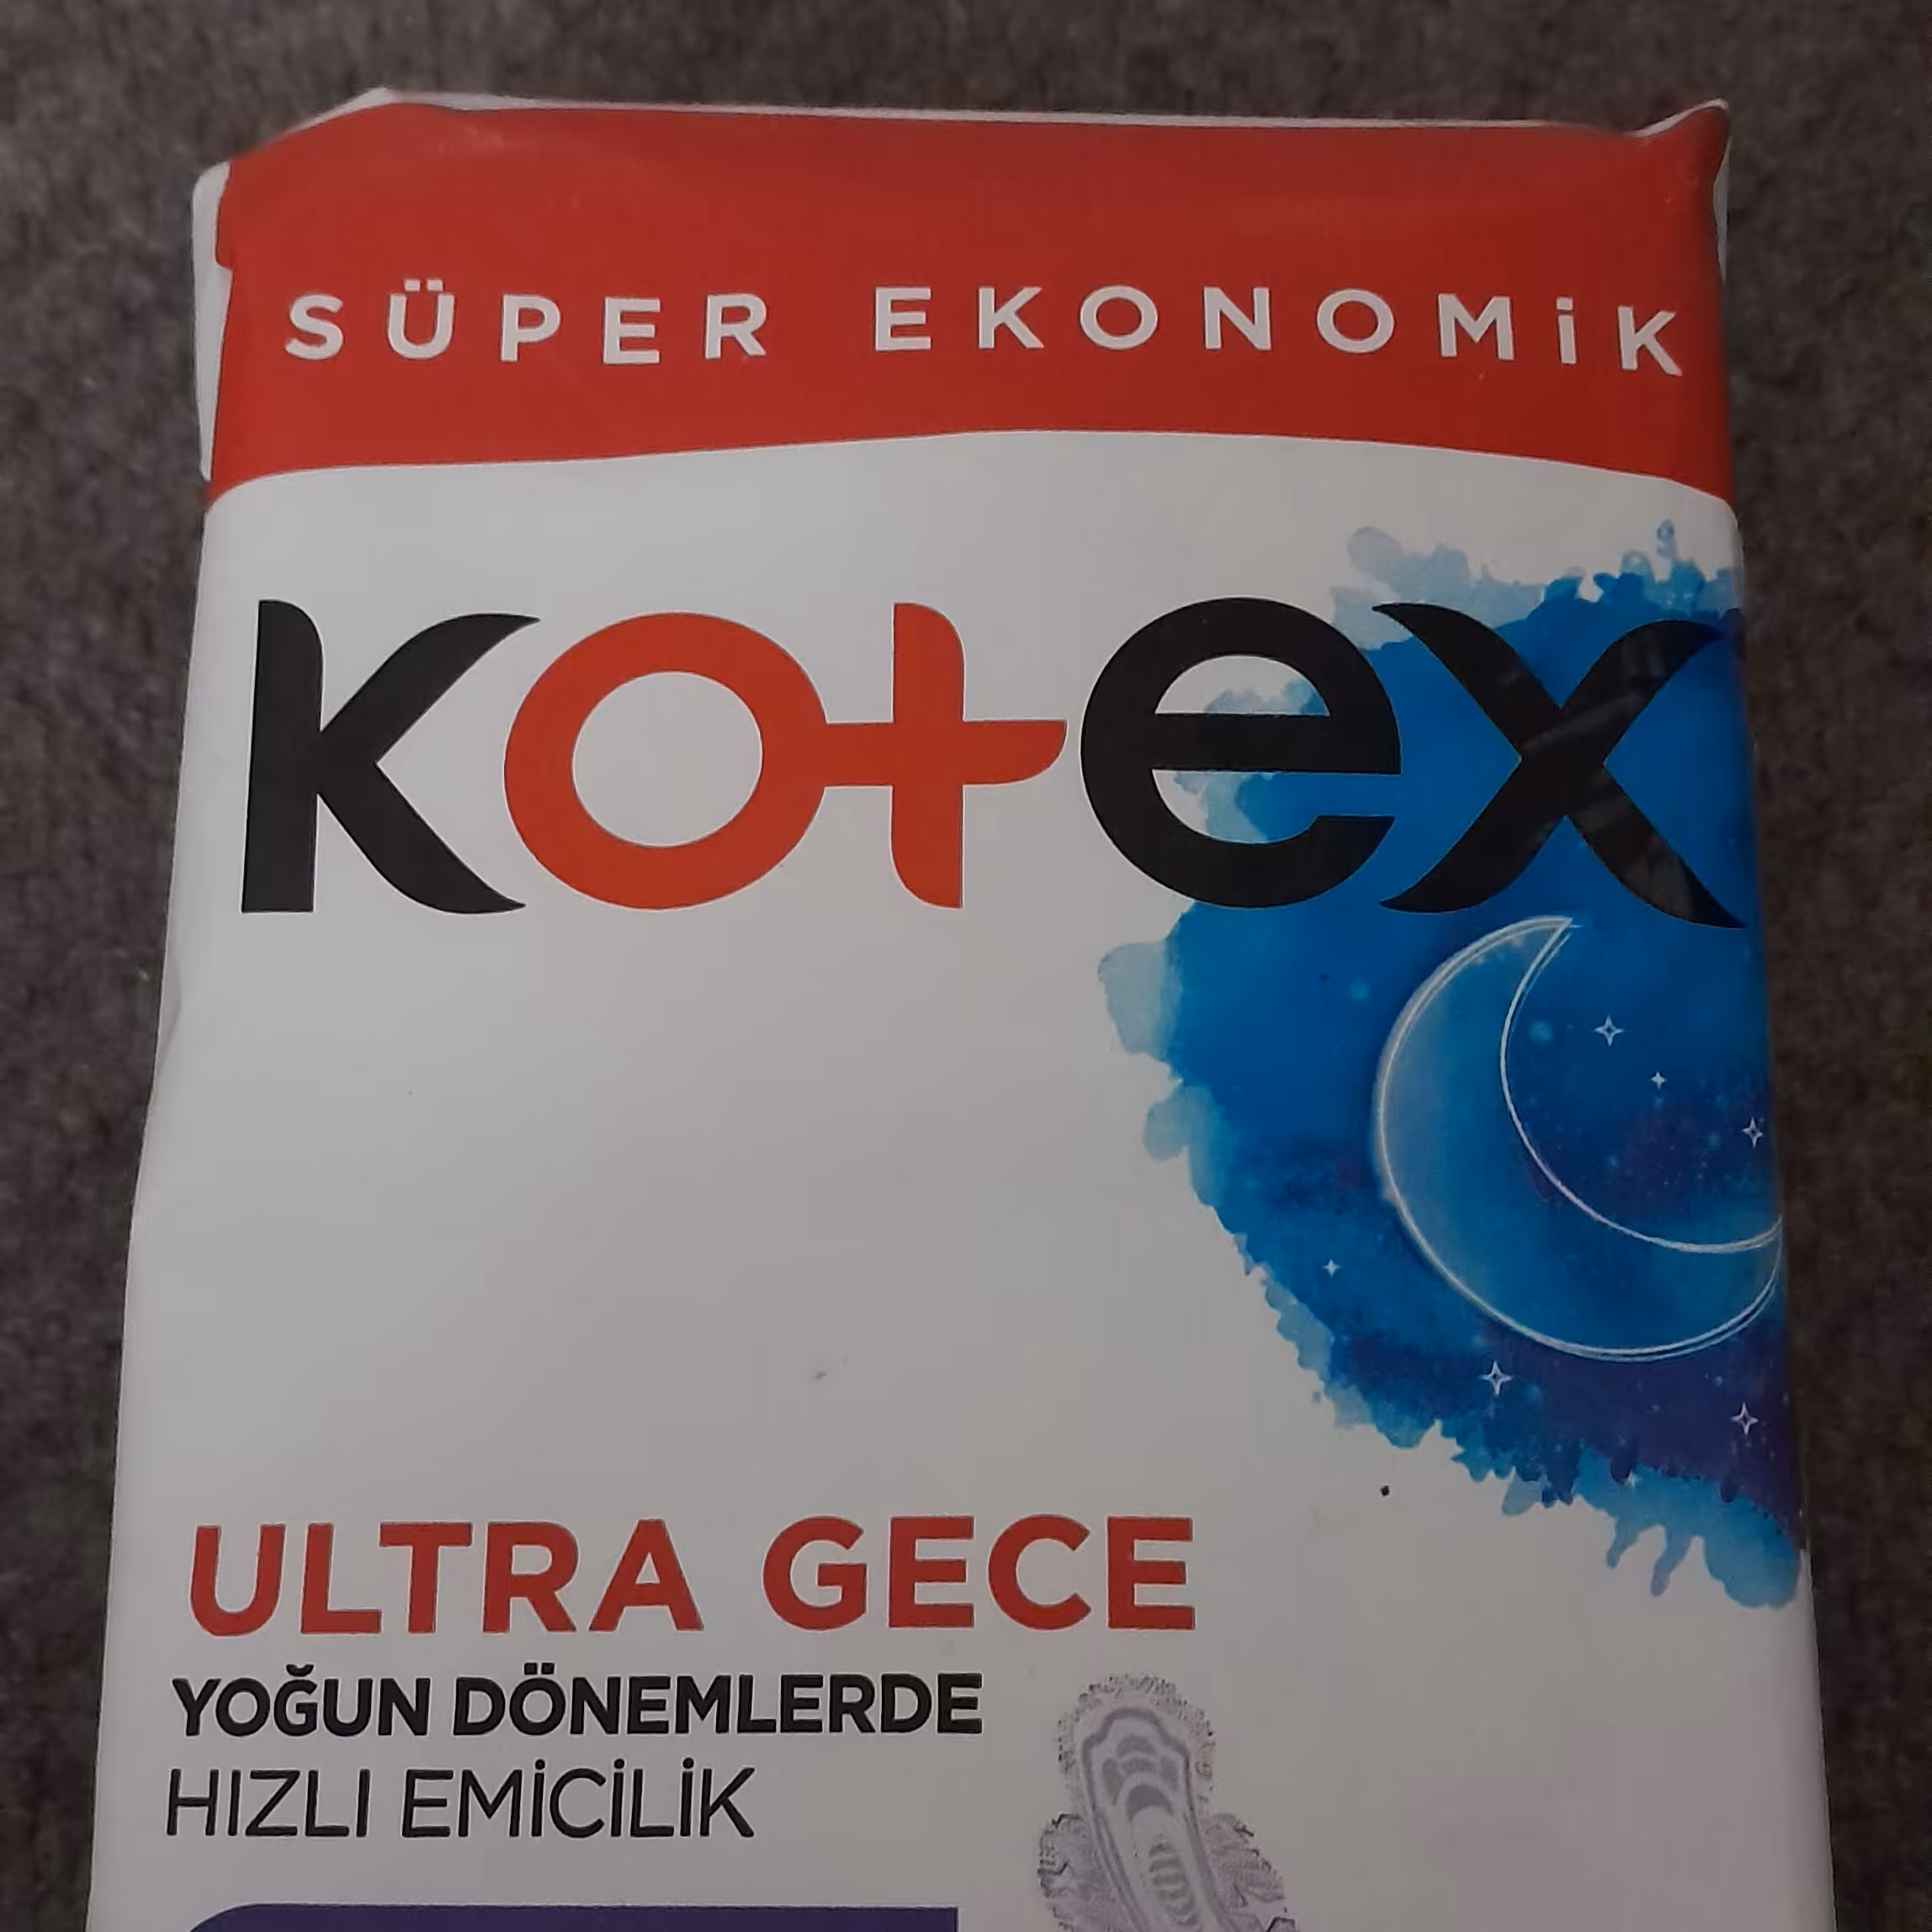 SÜPER EKONOMİK
Kotex
ULTRA GECE
YOĞUN DÖNEMLERDE
HIZLI EMİCİLİK